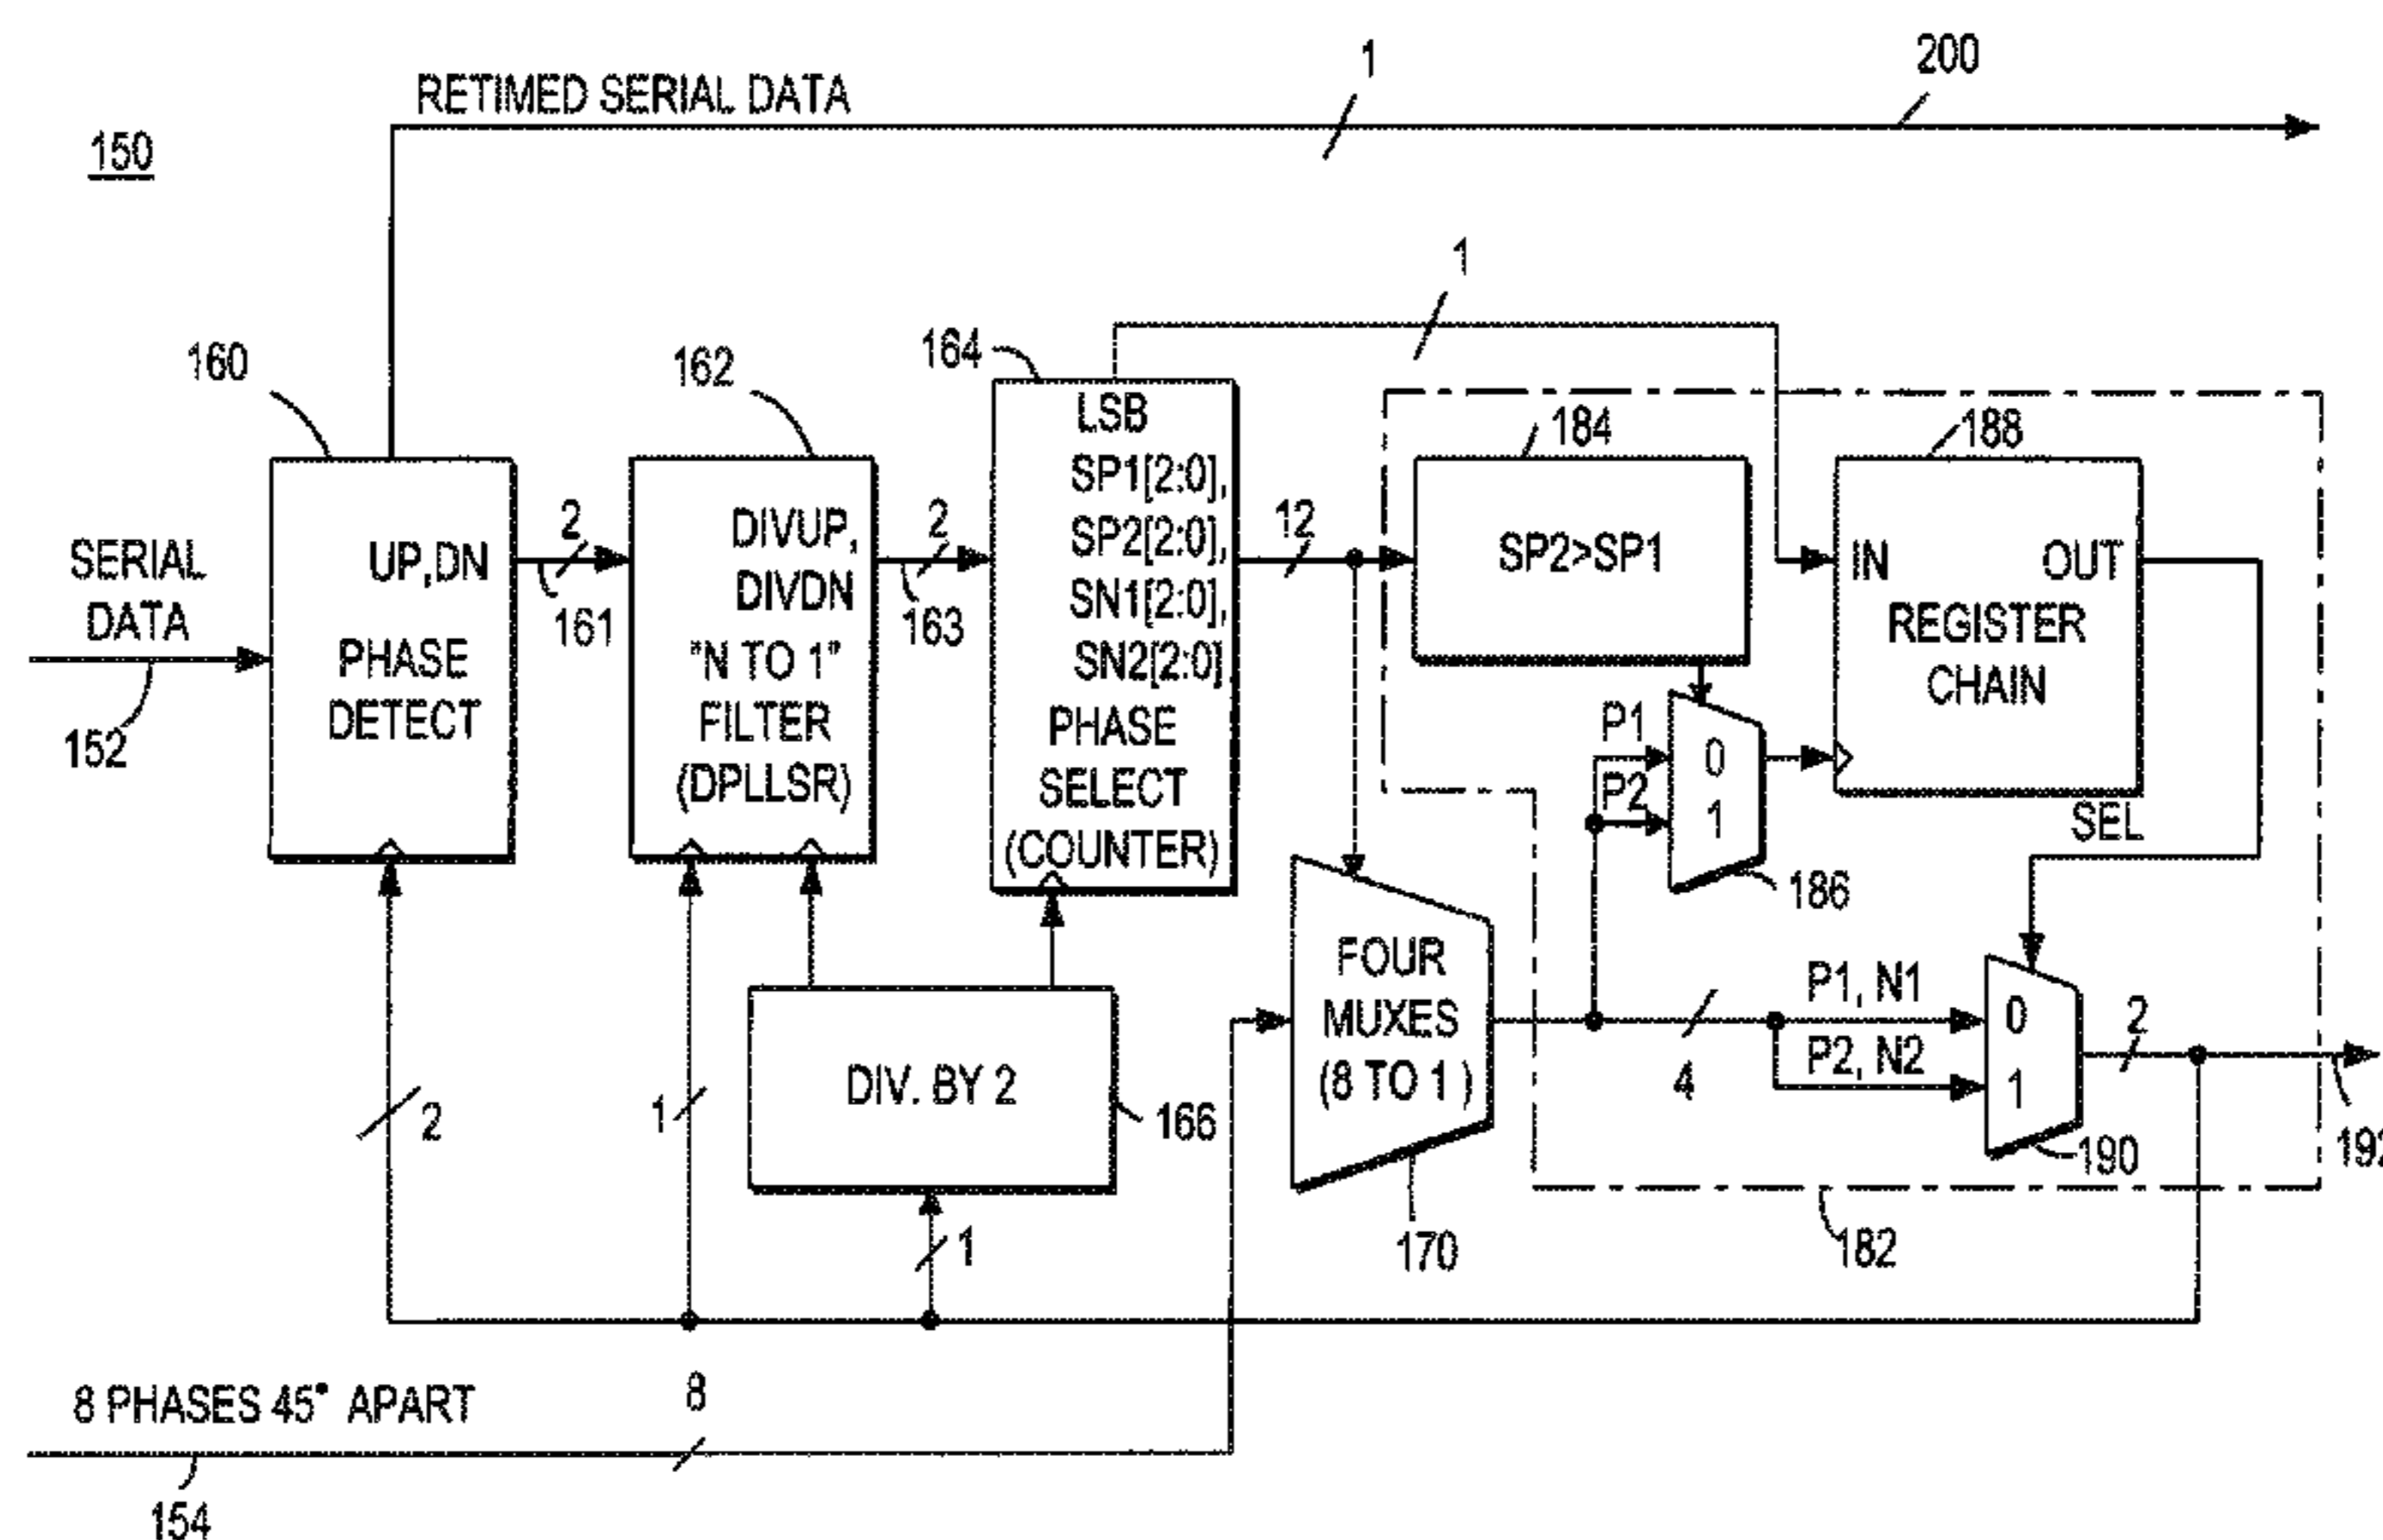 1
200
RETIMED SERIAL DATA
150
1
160
162
164
LSB
SP1[2:0],
SP2[2:0],
SN1[2:0],
SN2[2:0]
PHASE
SELECT
(COUNTER)
184
188
SERIAL
DATA
152
UP,DN
PHASE
DETECT
2
161
DIVUP,
DIVDN
"N TO 1"
FILTER
(DPLLSR)
2
163
12
SP2>SP1
IN
OUT
REGISTER
CHAIN
P1
P2
0
1
186
SEL
FOUR
MUXES
(8 TO 1 )
170
P1, N1
P2, N2
4
0
1
2
190
192
182
2
1
DIV. BY 2
166
1
8 PHASES 45° APART
8
154